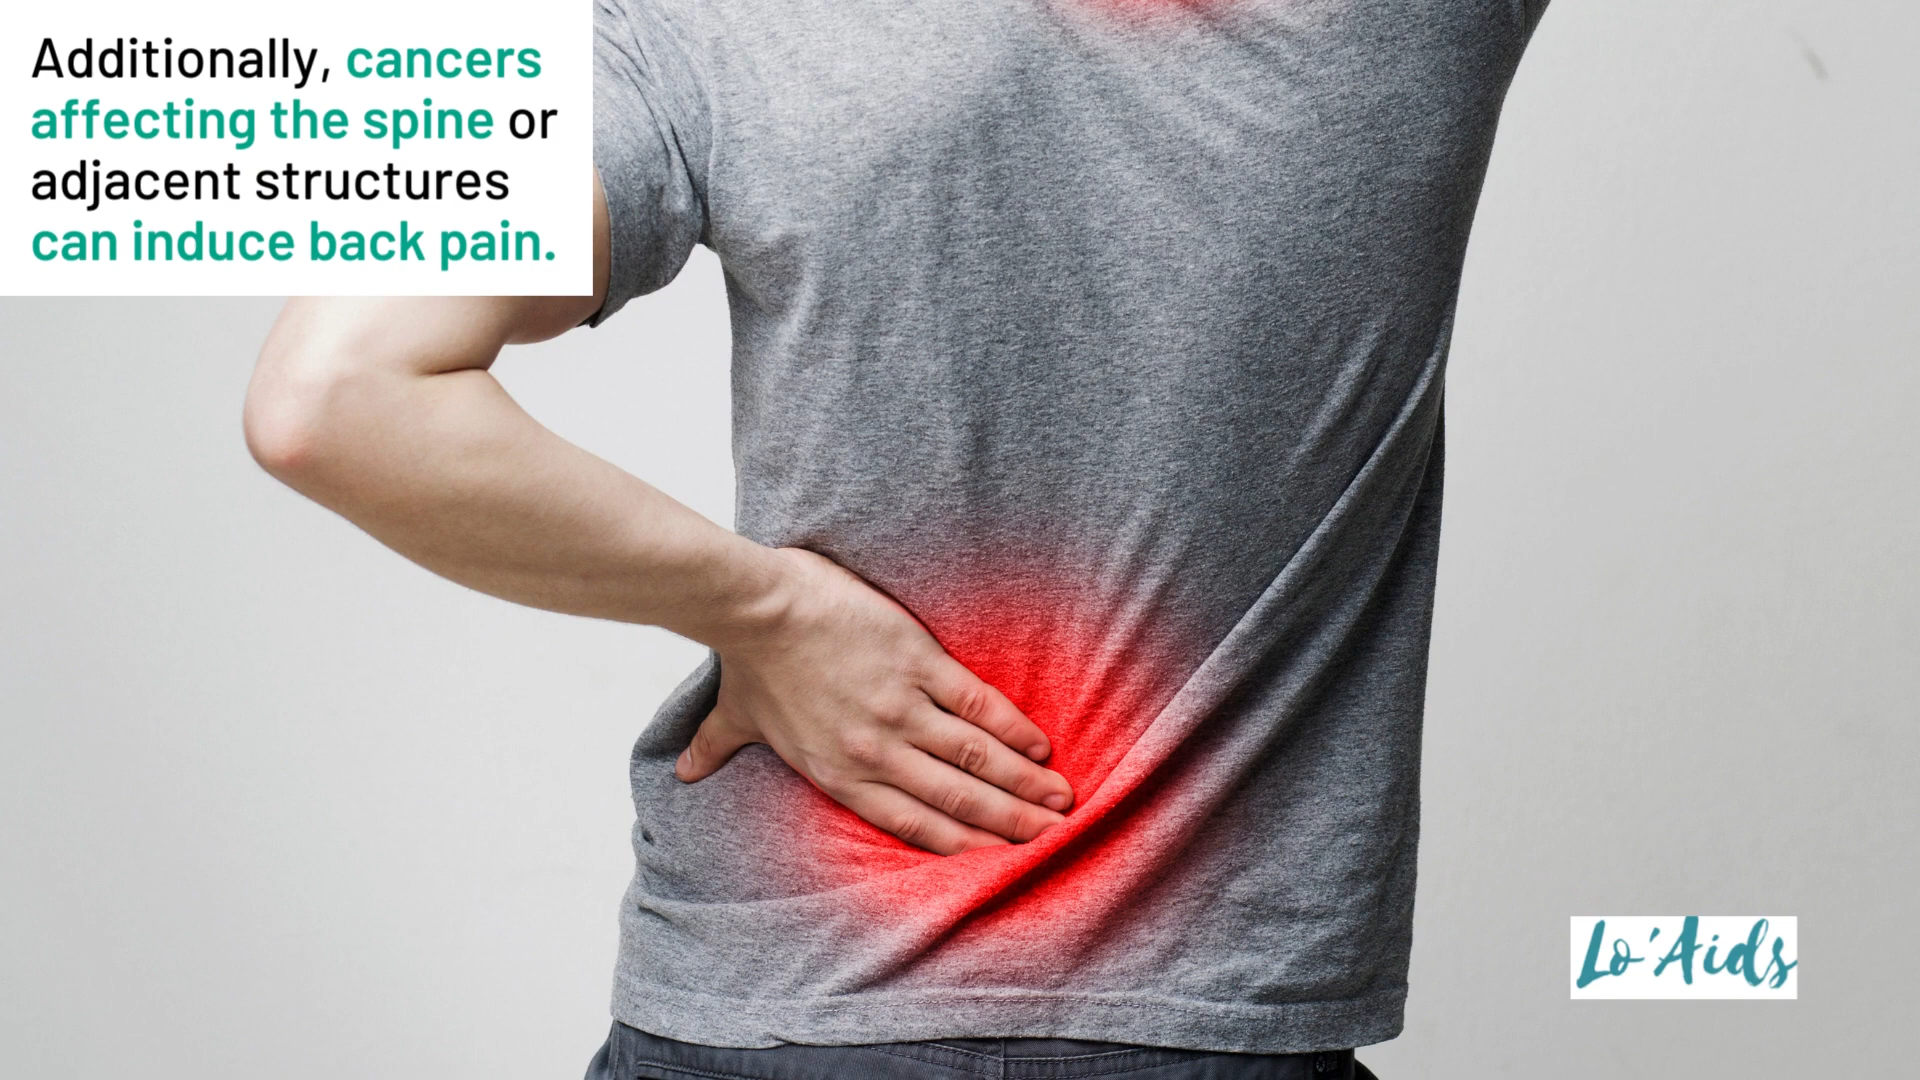 Additionally, cancers
affecting the spine or
adjacent structures
can induce back pain.
Lo'Aids